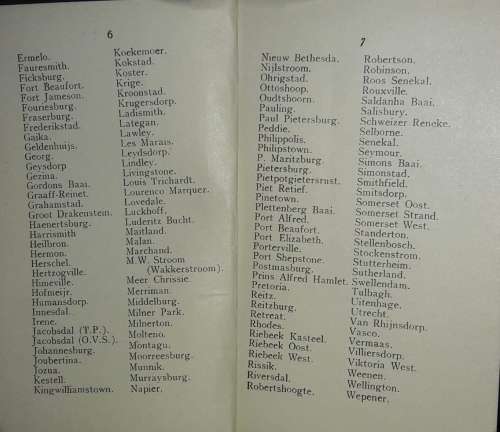 6
Ermelo.
Fauresmith.
Ficksburg.
Fort Beaufort.
Fort Jameson.
Fouriesburg.
Fraserburg.
Frederikstad.
Gaika.
Geldenhuijs.
Georg.
Geysdorp
Gezina.
Gordons Baai.
Graaff-Reinet.
Grahamstad.
Groot Drakenstein.
Haenertsburg.
Harrismith
Heilbron.
Hermon.
Herschel.
Hertzogville.
Himeville.
Hofmeijr.
Humansdorp.
Innesdal.
Irene.
Jacobsdal (T.P.).
Jacobsdal (O.V.S.).
Johannesburg.
Joubertina.
Jozua.
Kestell.
Kingwilliamstown.
Koekemoer.
Kokstad.
Koster.
Krige.
Kroonstad.
Krugersdorp.
Ladismith.
Lategan.
Lawley.
Les Marais.
Leydsdorp.
Lindley.
Livingstone.
Louis Trichardt.
Lourenco Marquez.
Lovedale.
Luckhoff.
Luderitz Bucht.
Maitland.
Malan.
Marchand.
M.W. Stroom
(Wakkerstroom).
Meer Chrissie.
Merriman.
Middelburg.
Milner Park.
Milnerton.
Molteno.
Montagu.
Moorreesburg.
Munnik.
Murraysburg.
Napier.
7
Nieuw Bethesda.
Nijlstroom.
Ohrigstad.
Ottoshoop.
Oudtshoorn.
Pauling.
Paul Pietersburg.
Peddie.
Philippolis.
Philipstown.
P. Maritzburg.
Pietersburg.
Pietpotgietersrust.
Piet Retief.
Pinetown.
Plettenberg Baai.
Port Alfred.
Port Beaufort.
Port Elizabeth.
Porterville.
Port Shepstone.
Postmasburg.
Prins Alfred Hamlet.
Pretoria.
Reitz.
Reitzburg.
Retreat.
Rhodes.
Riebeek Kasteel.
Riebeek Oost.
Riebeek West.
Rissik.
Riversdal.
Robertshoogte.
Robertson.
Robinson.
Roos Senekal.
Rouxville.
Saldanha Baai.
Salisbury.
Schweizer Reneke.
Selborne.
Senekal.
Seymour.
Simons Baai.
Simonstad.
Smithfield.
Smitsdorp.
Somerset Oost.
Somerset Strand.
Somerset West.
Standerton.
Stellenbosch.
Stockenstrom.
Stutterheim.
Sutherland.
Swellendam.
Tulbagh.
Uitenhage.
Utrecht.
Van Rhijnsdorp.
Vasco.
Vermaas.
Villiersdorp.
Viktoria West.
Weenen.
Wellington.
Wepener.